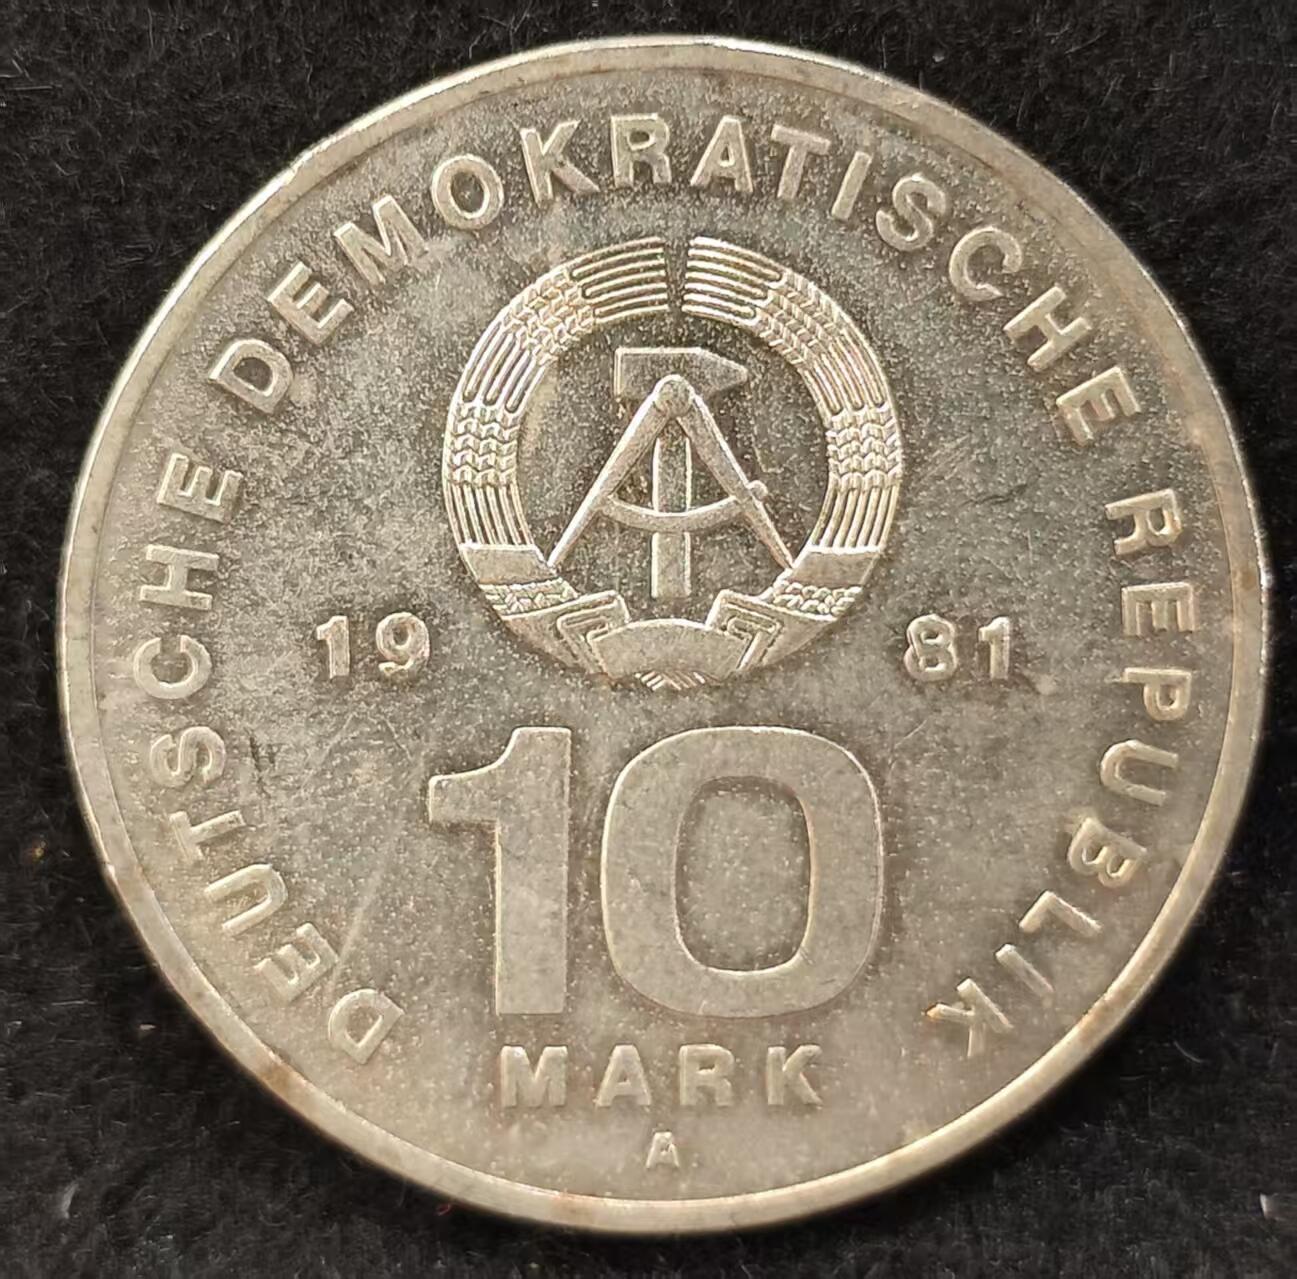 DEUTSCHE DEMOKRATISCHE REPUBLIK
19 81
10
MARK
A